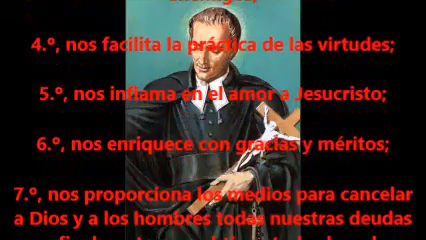 4.º, nos facilita la práctica de las virtudes;
5.º, nos inflama en el amor a Jesucristo;
6.º, nos enriquece con gracias y méritos;
7.º, nos proporciona los medios para cancelar
a Dios y a los hombres todas nuestras deudas